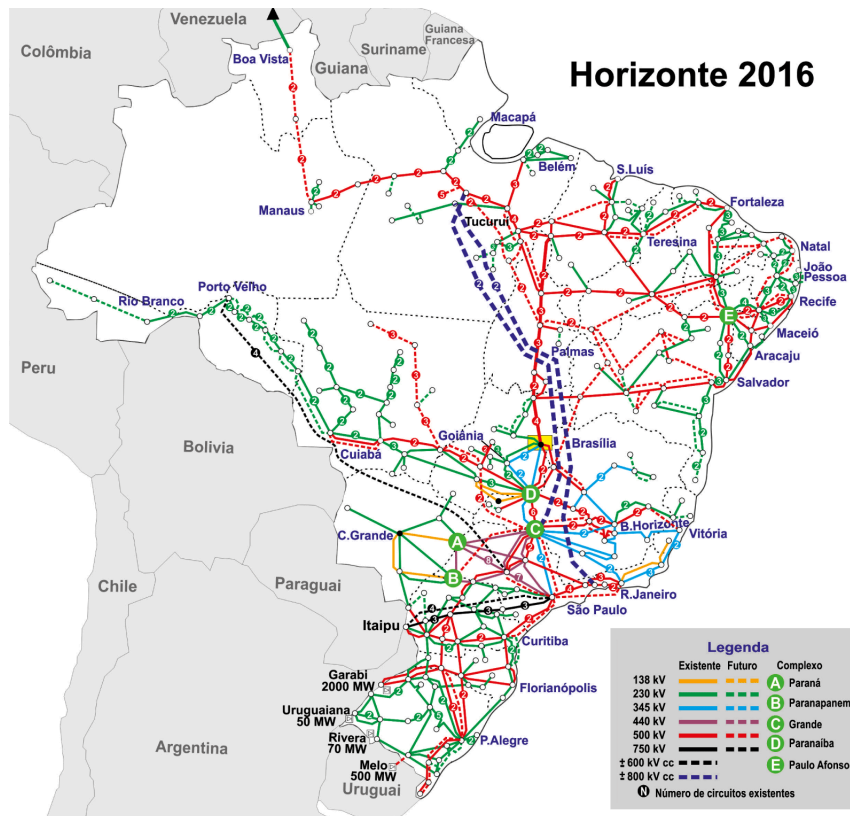 Venezuela
Guiana
Francesa
Suriname
Colômbia
Boa Vista
Guiana
Horizonte 2016
Macapá
Belém
S.Luís
Manaus
Fortaleza
Tucuruí
Teresina
Natal
João
Pessoa
Porto Velho
Rio Branco
Recife
E
Maceió
Palmas
Aracaju
Peru
Salvador
Goiânia
Brasília
Bolivia
Cuiabá
D
C
B.Horizonte
Vitória
C.Grande
A
B
Chile
Paraguai
R.Janeiro
São Paulo
Itaipu
Curitiba
Garabi
2000 MW
Florianópolis
Uruguaiana
50 MW
Rivera
70 MW
P.Alegre
Argentina
Melo
500 MW
Uruguai
Legenda
Existente Futuro Complexo
138 kV A Paraná
230 kV
345 kV B Paranapanem
440 kV C Grande
500 kV D Paranaíba
750 kV
± 600 kV cc E Paulo Afonso
± 800 kV cc
N Número de circuitos existentes